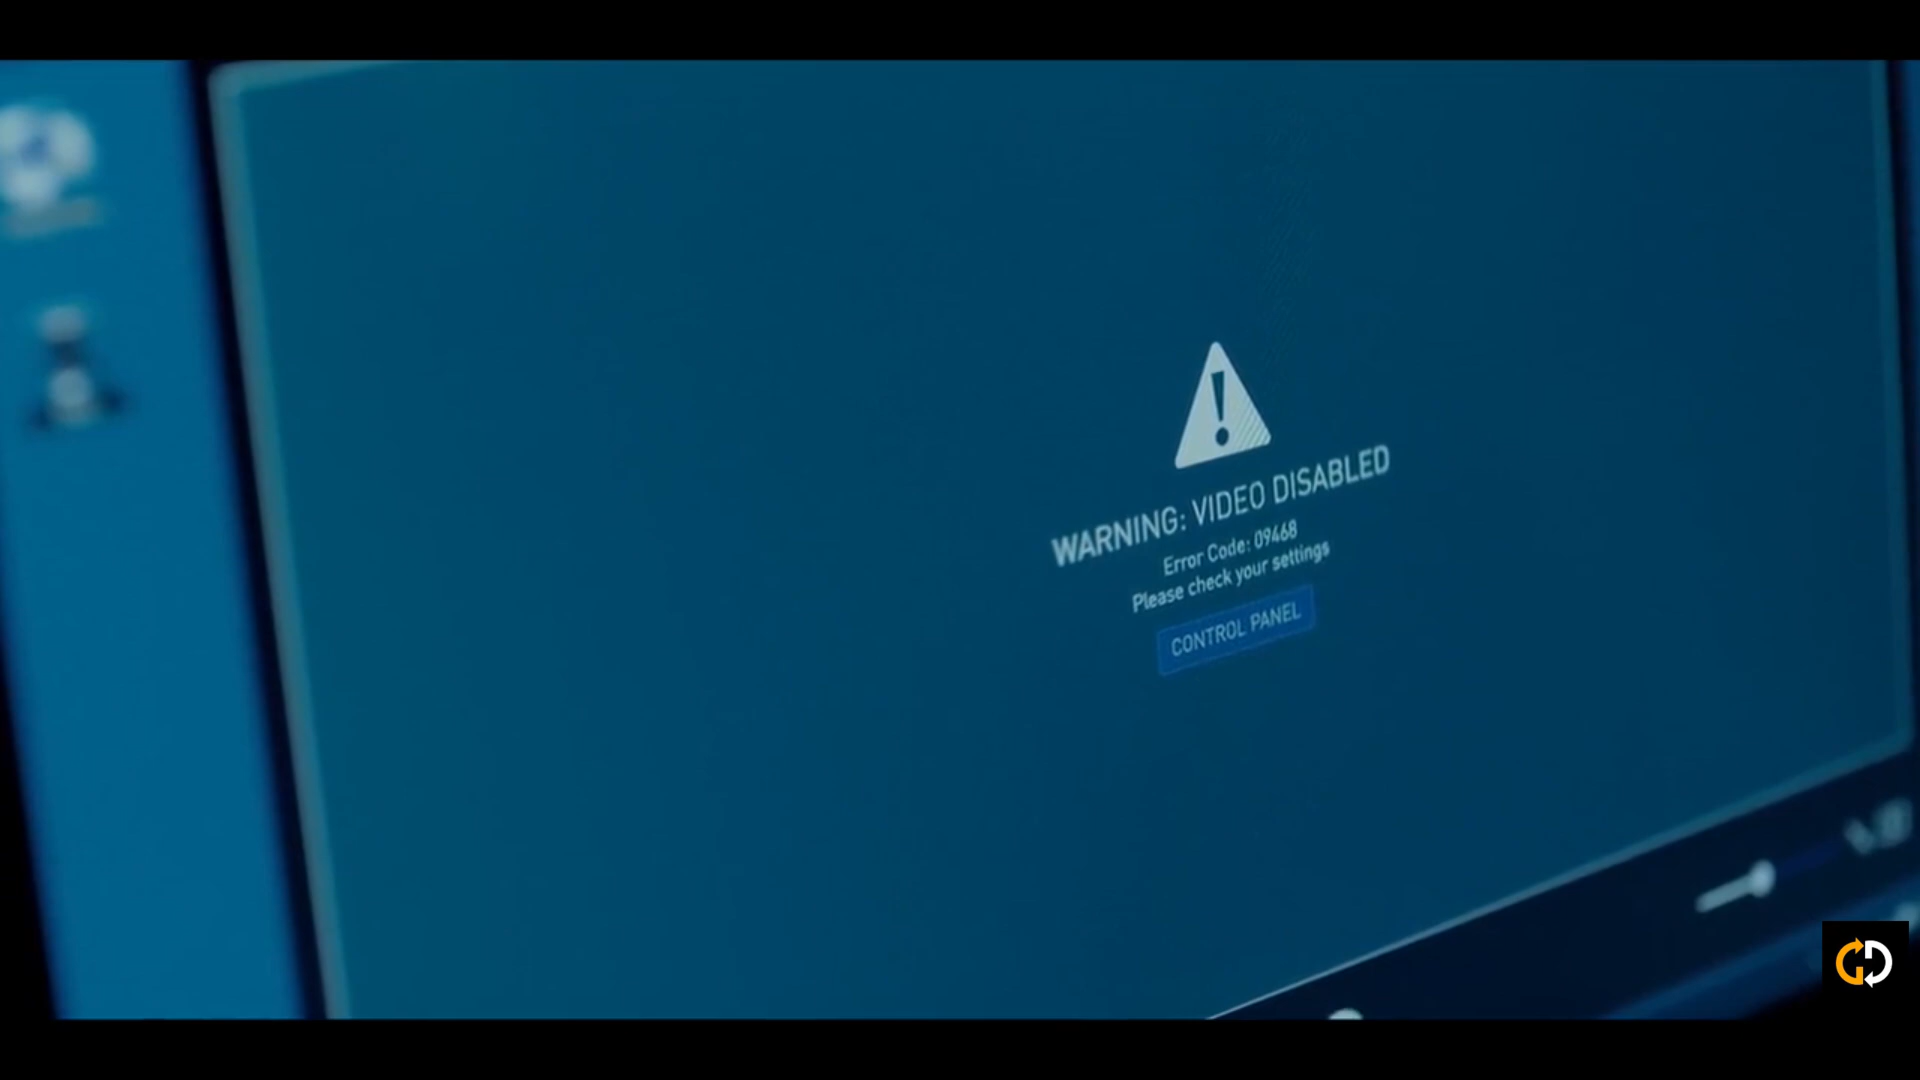 WARNING: VIDEO DISABLED
Error Code: 09468
Please check your settings
CONTROL PANEL